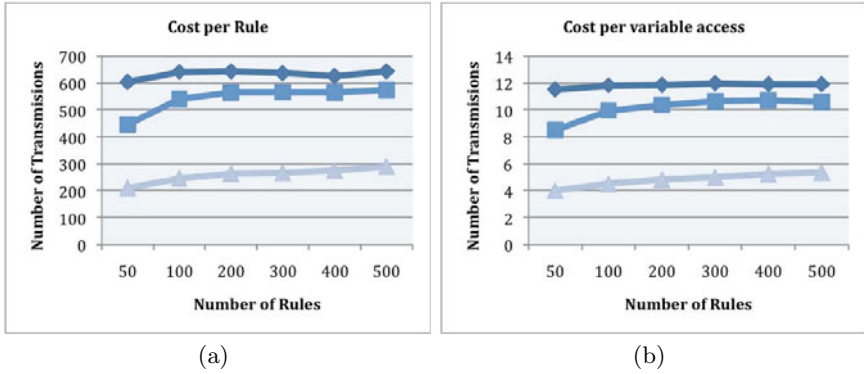 Cost per Rule
700
600
500
400
300
200
100
0
Number of Transmisions
50 100 200 300 400 500
Number of Rules
(a)
Cost per variable access
14
12
10
8
6
4
2
0
Number of Transmisions
50 100 200 300 400 500
Number of Rules
(b)